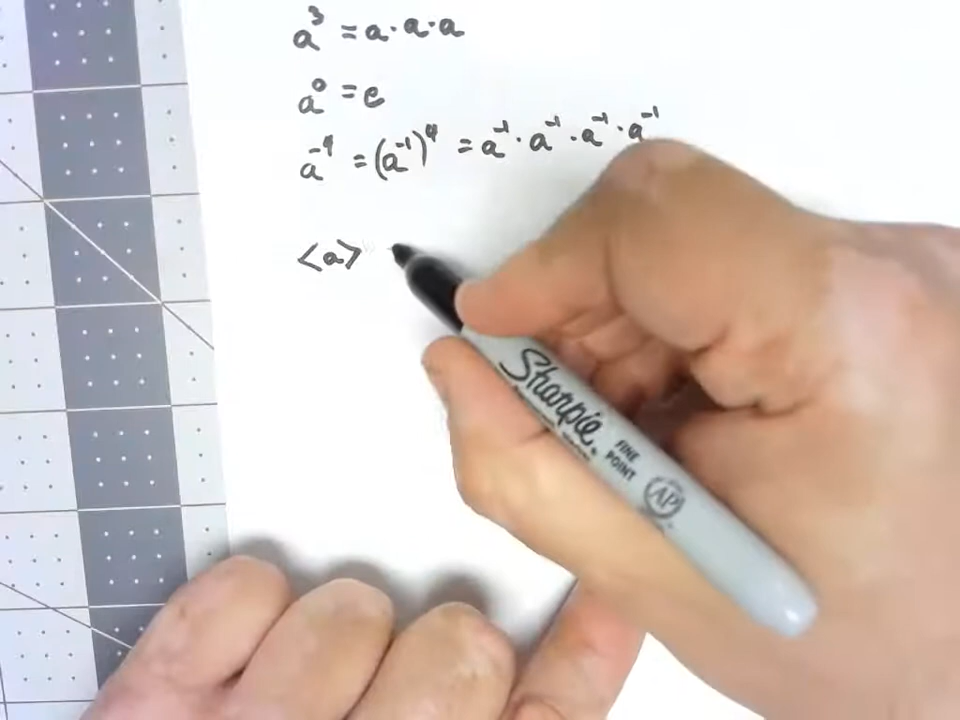 a³ = a·a·a
a⁰ = e
a⁻⁴ = (a⁻¹)⁴ = a⁻¹·a⁻¹·a⁻¹·a⁻¹
<a>
Sharpie
FINE
POINT
AP